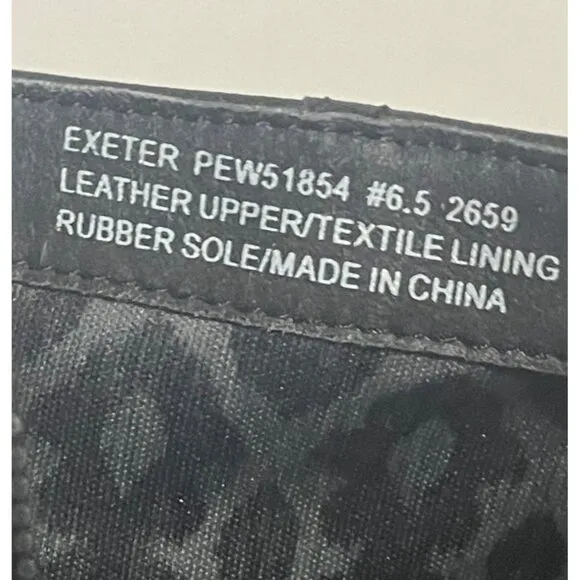 EXETER PEW51854 #6.5 2659
LEATHER UPPER/TEXTILE LINING
RUBBER SOLE/MADE IN CHINA